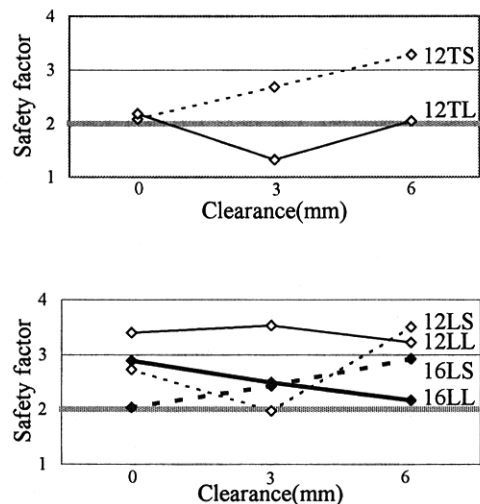 4
12TS
3
Safety factor
12TL
2
1
0 3 6
Clearance(mm)
4
12LS
12LL
3
16LS
Safety factor
16LL
2
1
0 3 6
Clearance(mm)